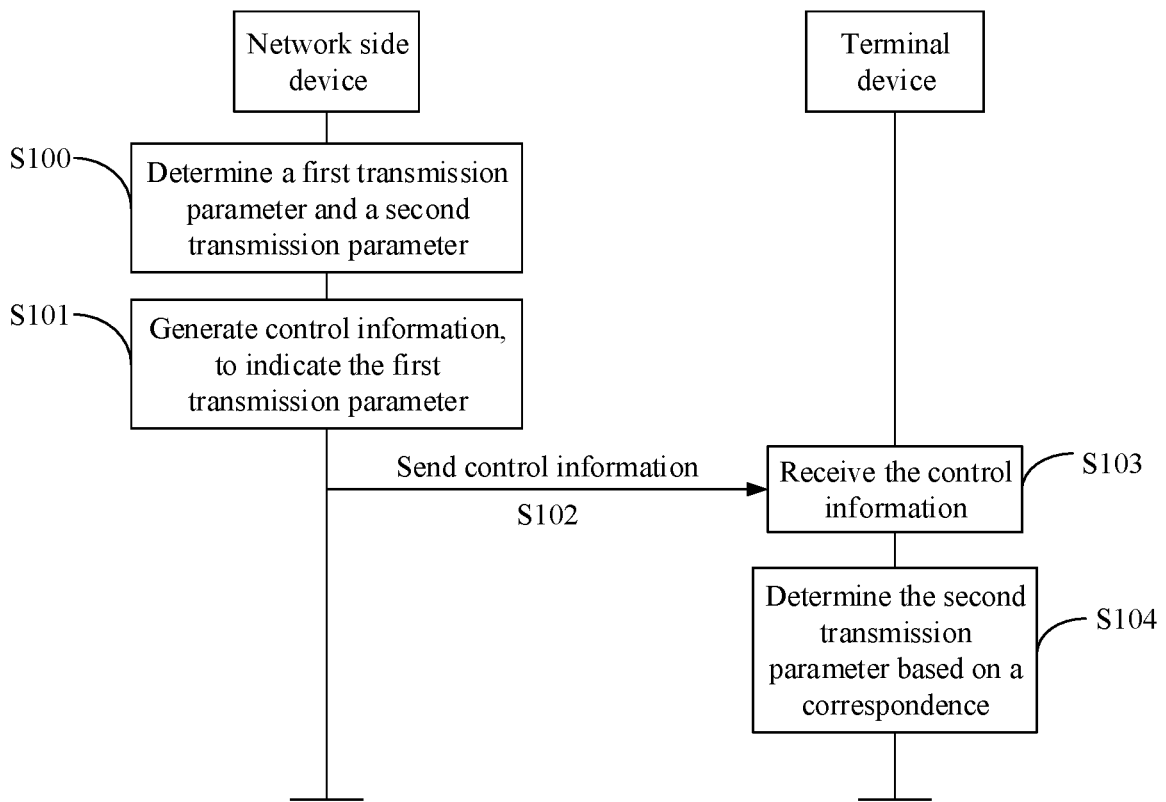 Network side
device
Terminal
device
S100
Determine a first transmission
parameter and a second
transmission parameter
S101
Generate control information,
to indicate the first
transmission parameter
Send control information
S102
Receive the control
information
S103
Determine the second
transmission
parameter based on a
correspondence
S104